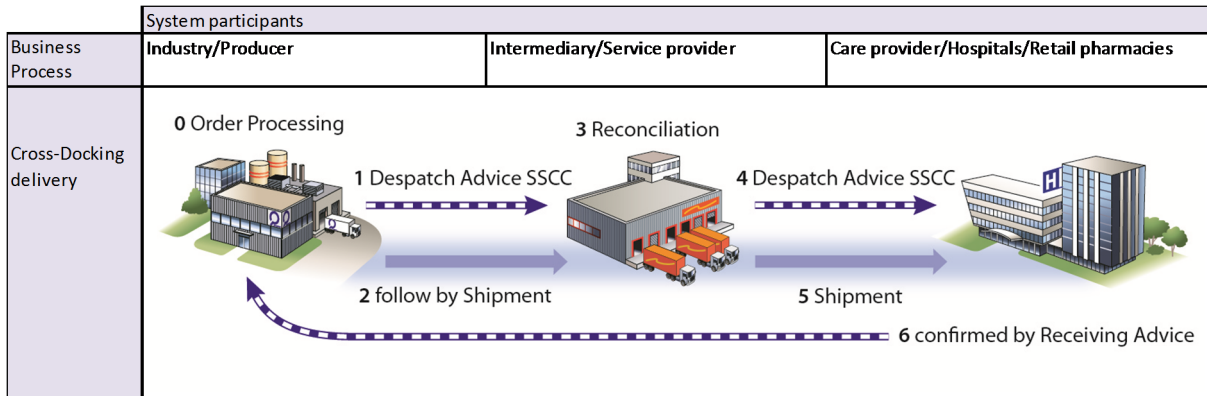 System participants
Business
Process
Industry/Producer
Intermediary/Service provider
Care provider/Hospitals/Retail pharmacies
Cross-Docking
delivery
0 Order Processing
3 Reconciliation
1 Despatch Advice SSCC
4 Despatch Advice SSCC
H
2 follow by Shipment
5 Shipment
6 confirmed by Receiving Advice